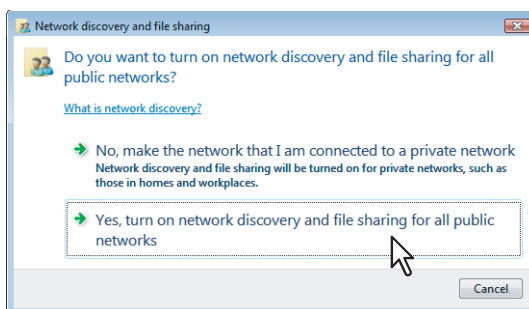 Network discovery and file sharing
Do you want to turn on network discovery and file sharing for all
public networks?
What is network discovery?
No, make the network that I am connected to a private network
Network discovery and file sharing will be turned on for private networks, such as
those in homes and workplaces.
Yes, turn on network discovery and file sharing for all public
networks
Cancel